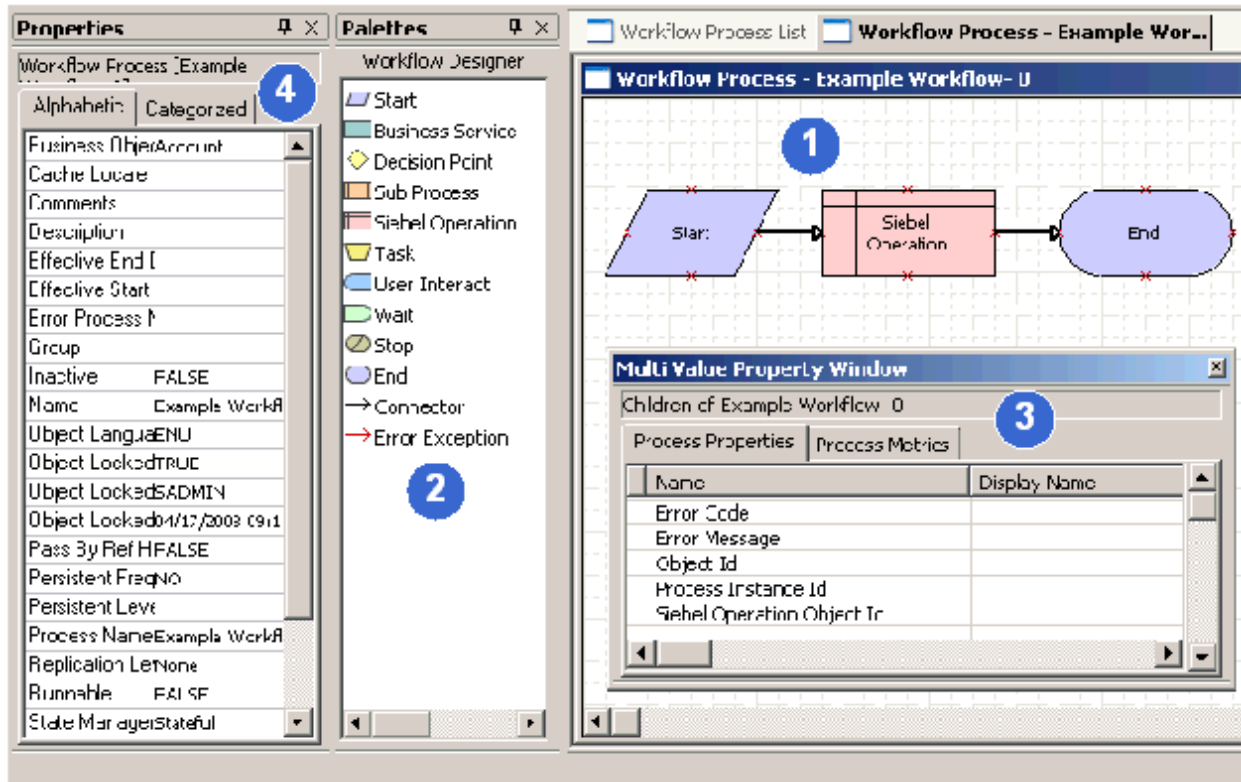 Properties
Workflow Process [Example
4
Alphabetic Categorized
Business Objec Account
Cache Locale
Comments
Description
Effective End D
Effective Start
Error Process N
Group
Inactive FALSE
Name Example Workfl
Object Langua ENU
Object Locked TRUE
Object Locked SADMIN
Object Locked 04/17/2003 09:1
Pass By Ref H FALSE
Persistent Freq NO
Persistent Leve
Process Name Example Workfl
Replication Lev None
Runnable FALSE
State Manager Stateful
Palettes
Workflow Designer
Start
Business Service
Decision Point
Sub Process
Siebel Operation
Task
User Interact
Wait
Stop
End
Connector
Error Exception
2
Workflow Process List Workflow Process - Example Wor...
Workflow Process - Example Workflow- 0
1
Start
Siebel
Operation
End
Multi Value Property Window
Children of Example Workflow 0
3
Process Properties Process Metrics
Name Display Name
Error Code
Error Message
Object Id
Process Instance Id
Siebel Operation Object Id